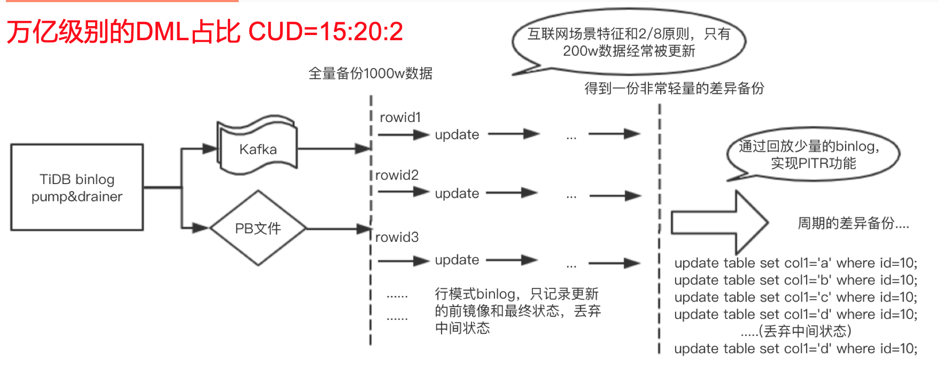 万亿级别的DML占比 CUD=15:20:2
互联网场景特征和2/8原则，只有
200w数据经常被更新
全量备份1000w数据
得到一份非常轻量的差异备份
rowid1
update
...
Kafka
通过回放少量的binlog，
实现PITR功能
TiDB binlog
pump&drainer
rowid2
update
...
PB文件
周期的差异备份....
rowid3
update
...
update table set col1='a' where id=10;
update table set col1='b' where id=10;
update table set col1='c' where id=10;
update table set col1='d' where id=10;
.....(丢弃中间状态)
update table set col1='d' where id=10;
......
......
行模式binlog，只记录更新
的前镜像和最终状态，丢弃
中间状态